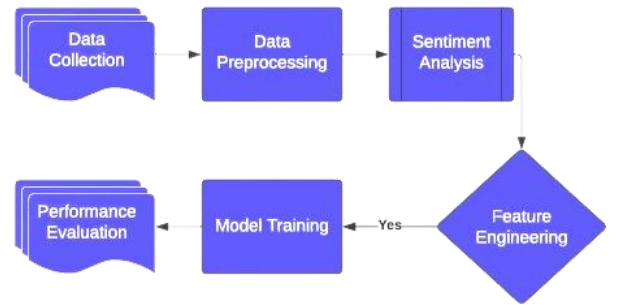 Data
Collection
Data
Preprocessing
Sentiment
Analysis
Feature
Engineering
Yes
Model Training
Performance
Evaluation